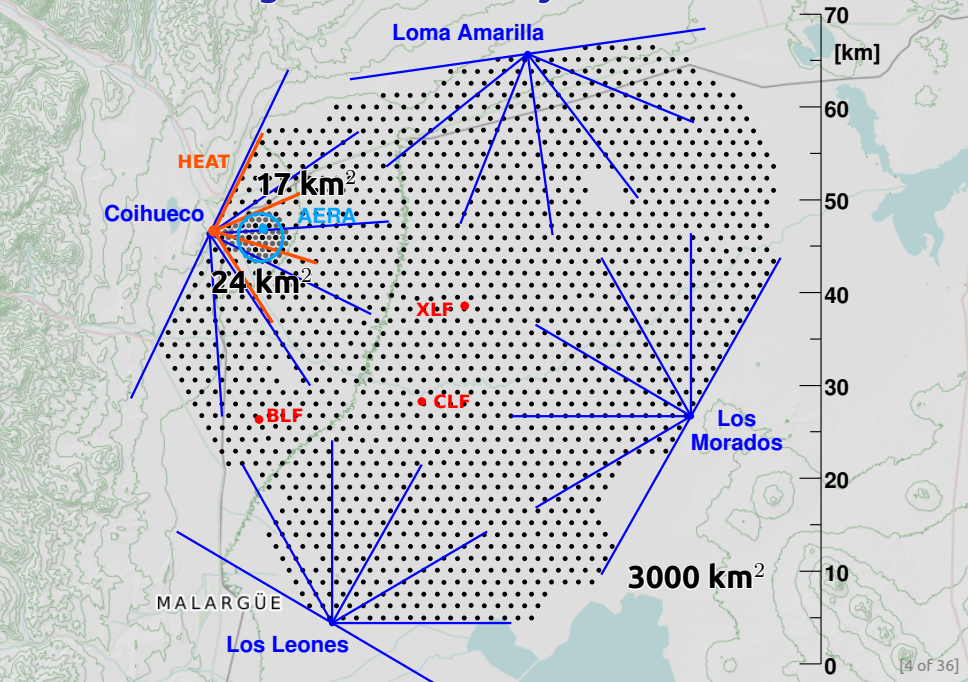 Loma Amarilla
70
[km]
60
HEAT
17 km²
50
Coihueco
AERA
24 km²
40
XLF
30
CLF
BLF
Los
Morados
20
10
3000 km²
MALARGÜE
Los Leones
0
[4 of 36]